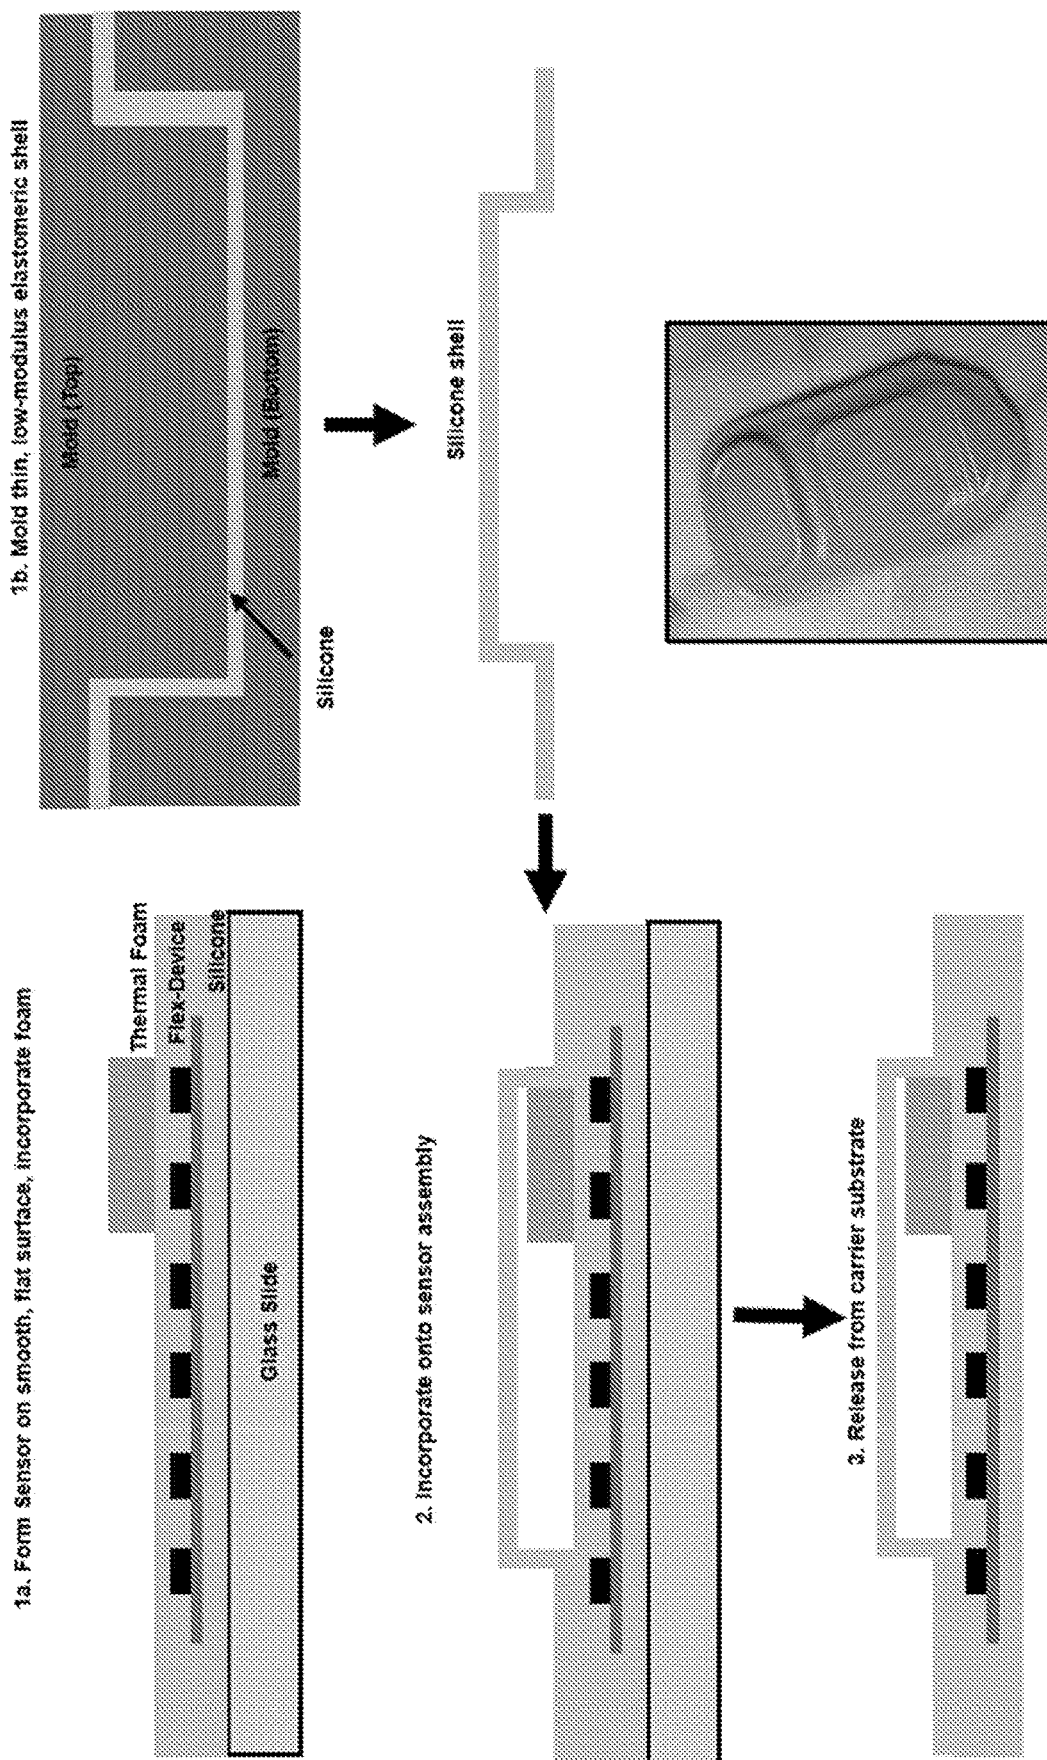 1a. Form Sensor on smooth, flat surface, incorporate foam
Thermal Foam
Flex-Device
Silicone
Glass Slide
1b. Mold thin, low-modulus elastomeric shell
Mold (Top)
Mold (Bottom)
Silicone
Silicone shell
2. Incorporate onto sensor assembly
3. Release from carrier substrate